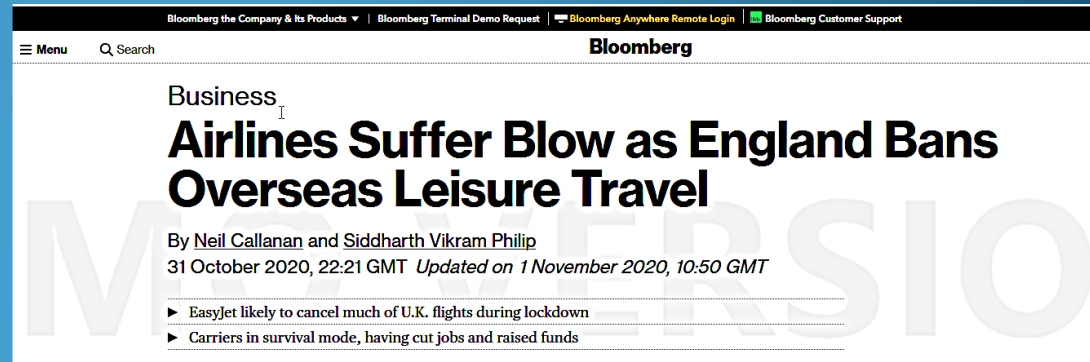 Bloomberg the Company & Its Products ▼ | Bloomberg Terminal Demo Request | Bloomberg Anywhere Remote Login | Bloomberg Customer Support
Menu Search Bloomberg
Business
Airlines Suffer Blow as England Bans
Overseas Leisure Travel
By Neil Callanan and Siddharth Vikram Philip
31 October 2020, 22:21 GMT Updated on 1 November 2020, 10:50 GMT
MO VERSIO
► EasyJet likely to cancel much of U.K. flights during lockdown
► Carriers in survival mode, having cut jobs and raised funds